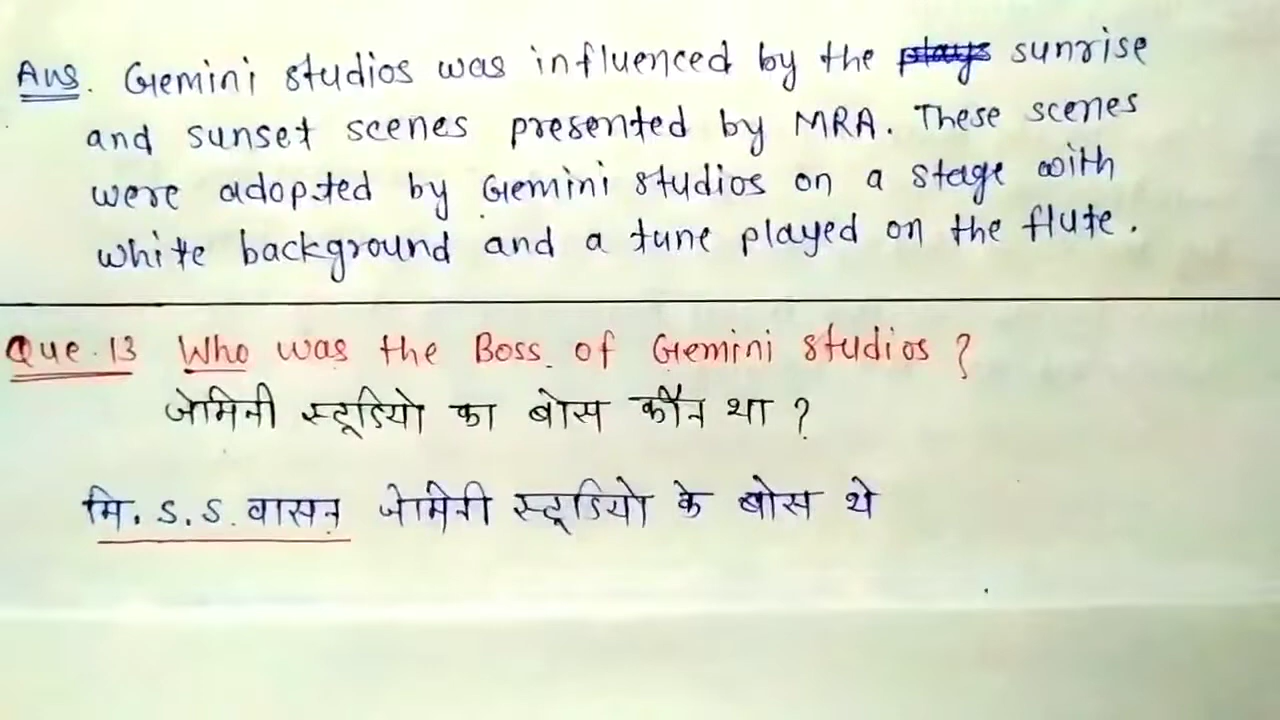 Ans. Gemini studios was influenced by the plays sunrise
and sunset scenes presented by MRA. These scenes
were adopted by Gemini studios on a stage with
white background and a tune played on the flute.
Que. 13 Who was the Boss of Gemini studios ?
जेमिनी स्टूडियो का बोस कौन था ?
मि. S. S. वासन जेमिनी स्टूडियो के बोस थे